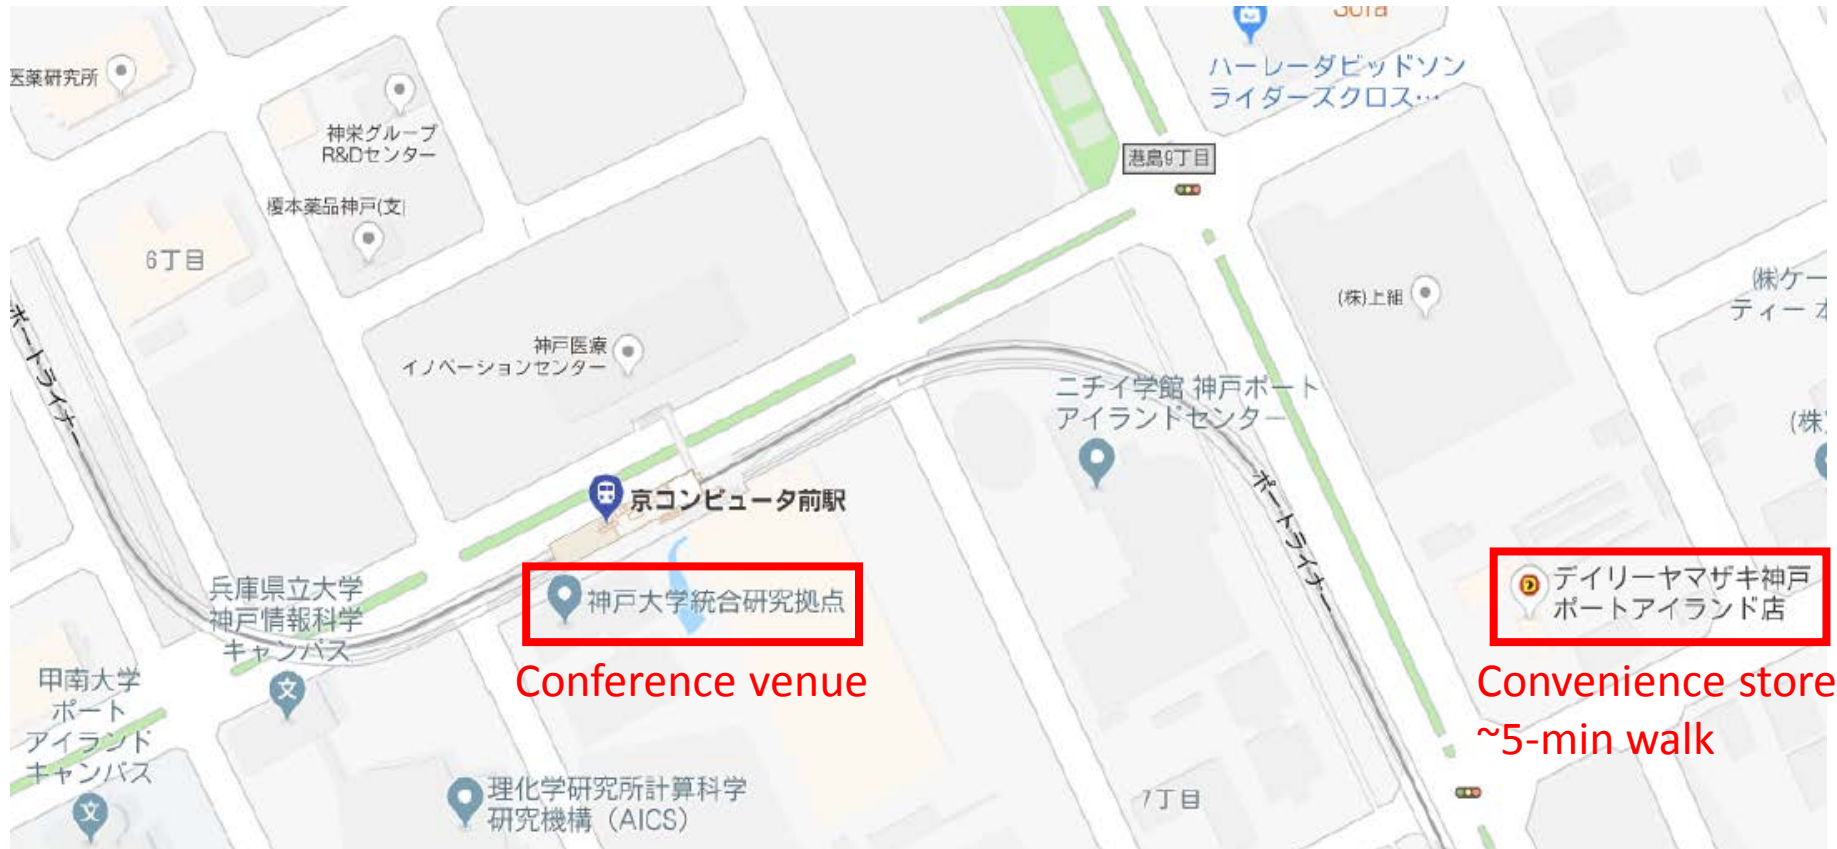 Sofa
ハーレーダビッドソン
ライダーズクロス…
医薬研究所
神栄グループ
R&Dセンター
港島9丁目
榎本薬品神戸(支)
6丁目
(株)ケー
ティー 本
(株)上組
ポートライナー
神戸医療
イノベーションセンター
ニチイ学館 神戸ポート
アイランドセンター
(株)
京コンピュータ前駅
ポートライナー
兵庫県立大学
神戸情報科学
キャンパス
神戸大学統合研究拠点
デイリーヤマザキ神戸
ポートアイランド店
Conference venue
Convenience store
~5-min walk
甲南大学
ポート
アイランド
キャンパス
理化学研究所計算科学
研究機構（AICS）
7丁目